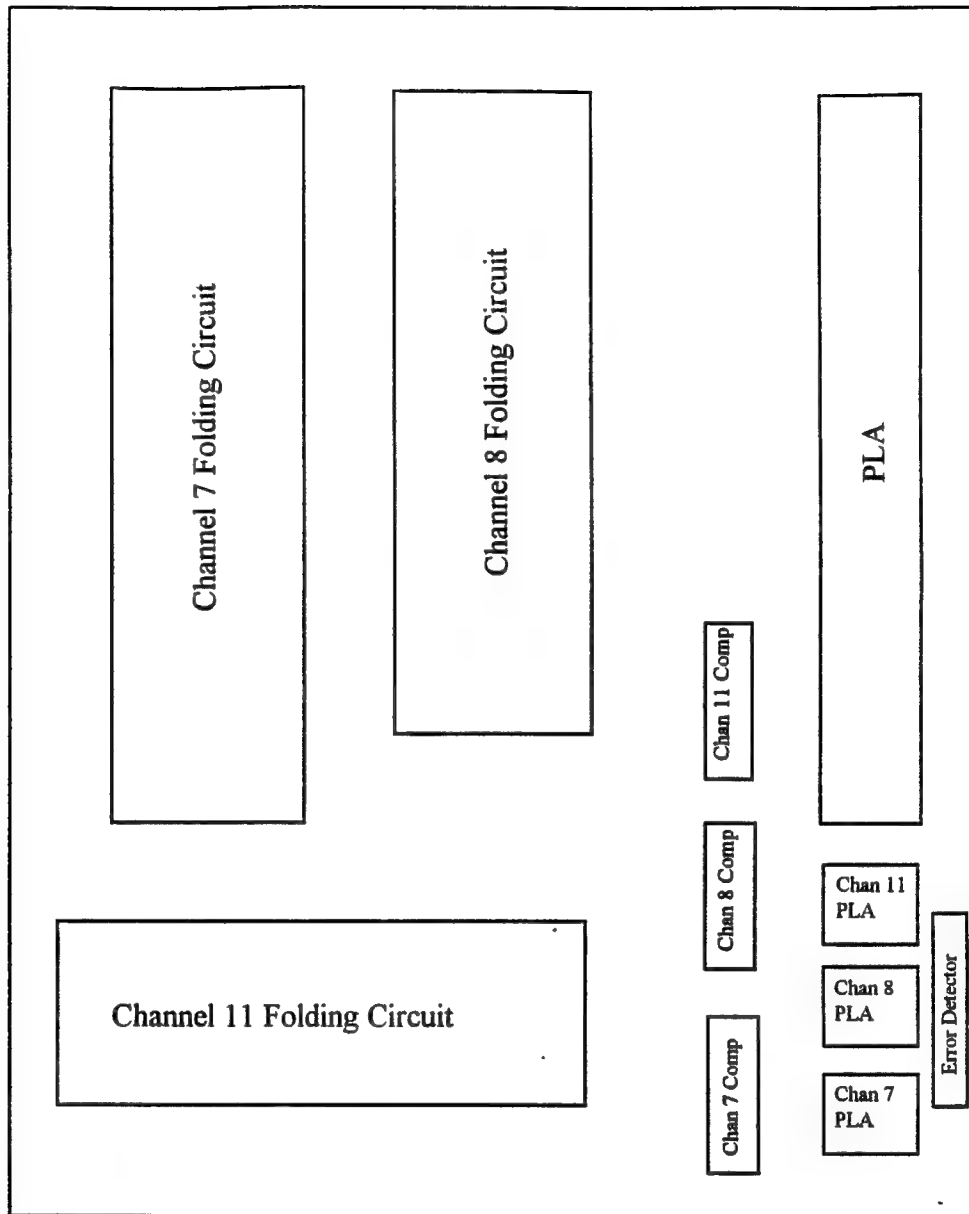 Channel 7 Folding Circuit
Channel 8 Folding Circuit
PLA
Chan 11 Comp
Chan 8 Comp
Chan 11
PLA
Channel 11 Folding Circuit
Chan 8
PLA
Error Detector
Chan 7 Comp
Chan 7
PLA